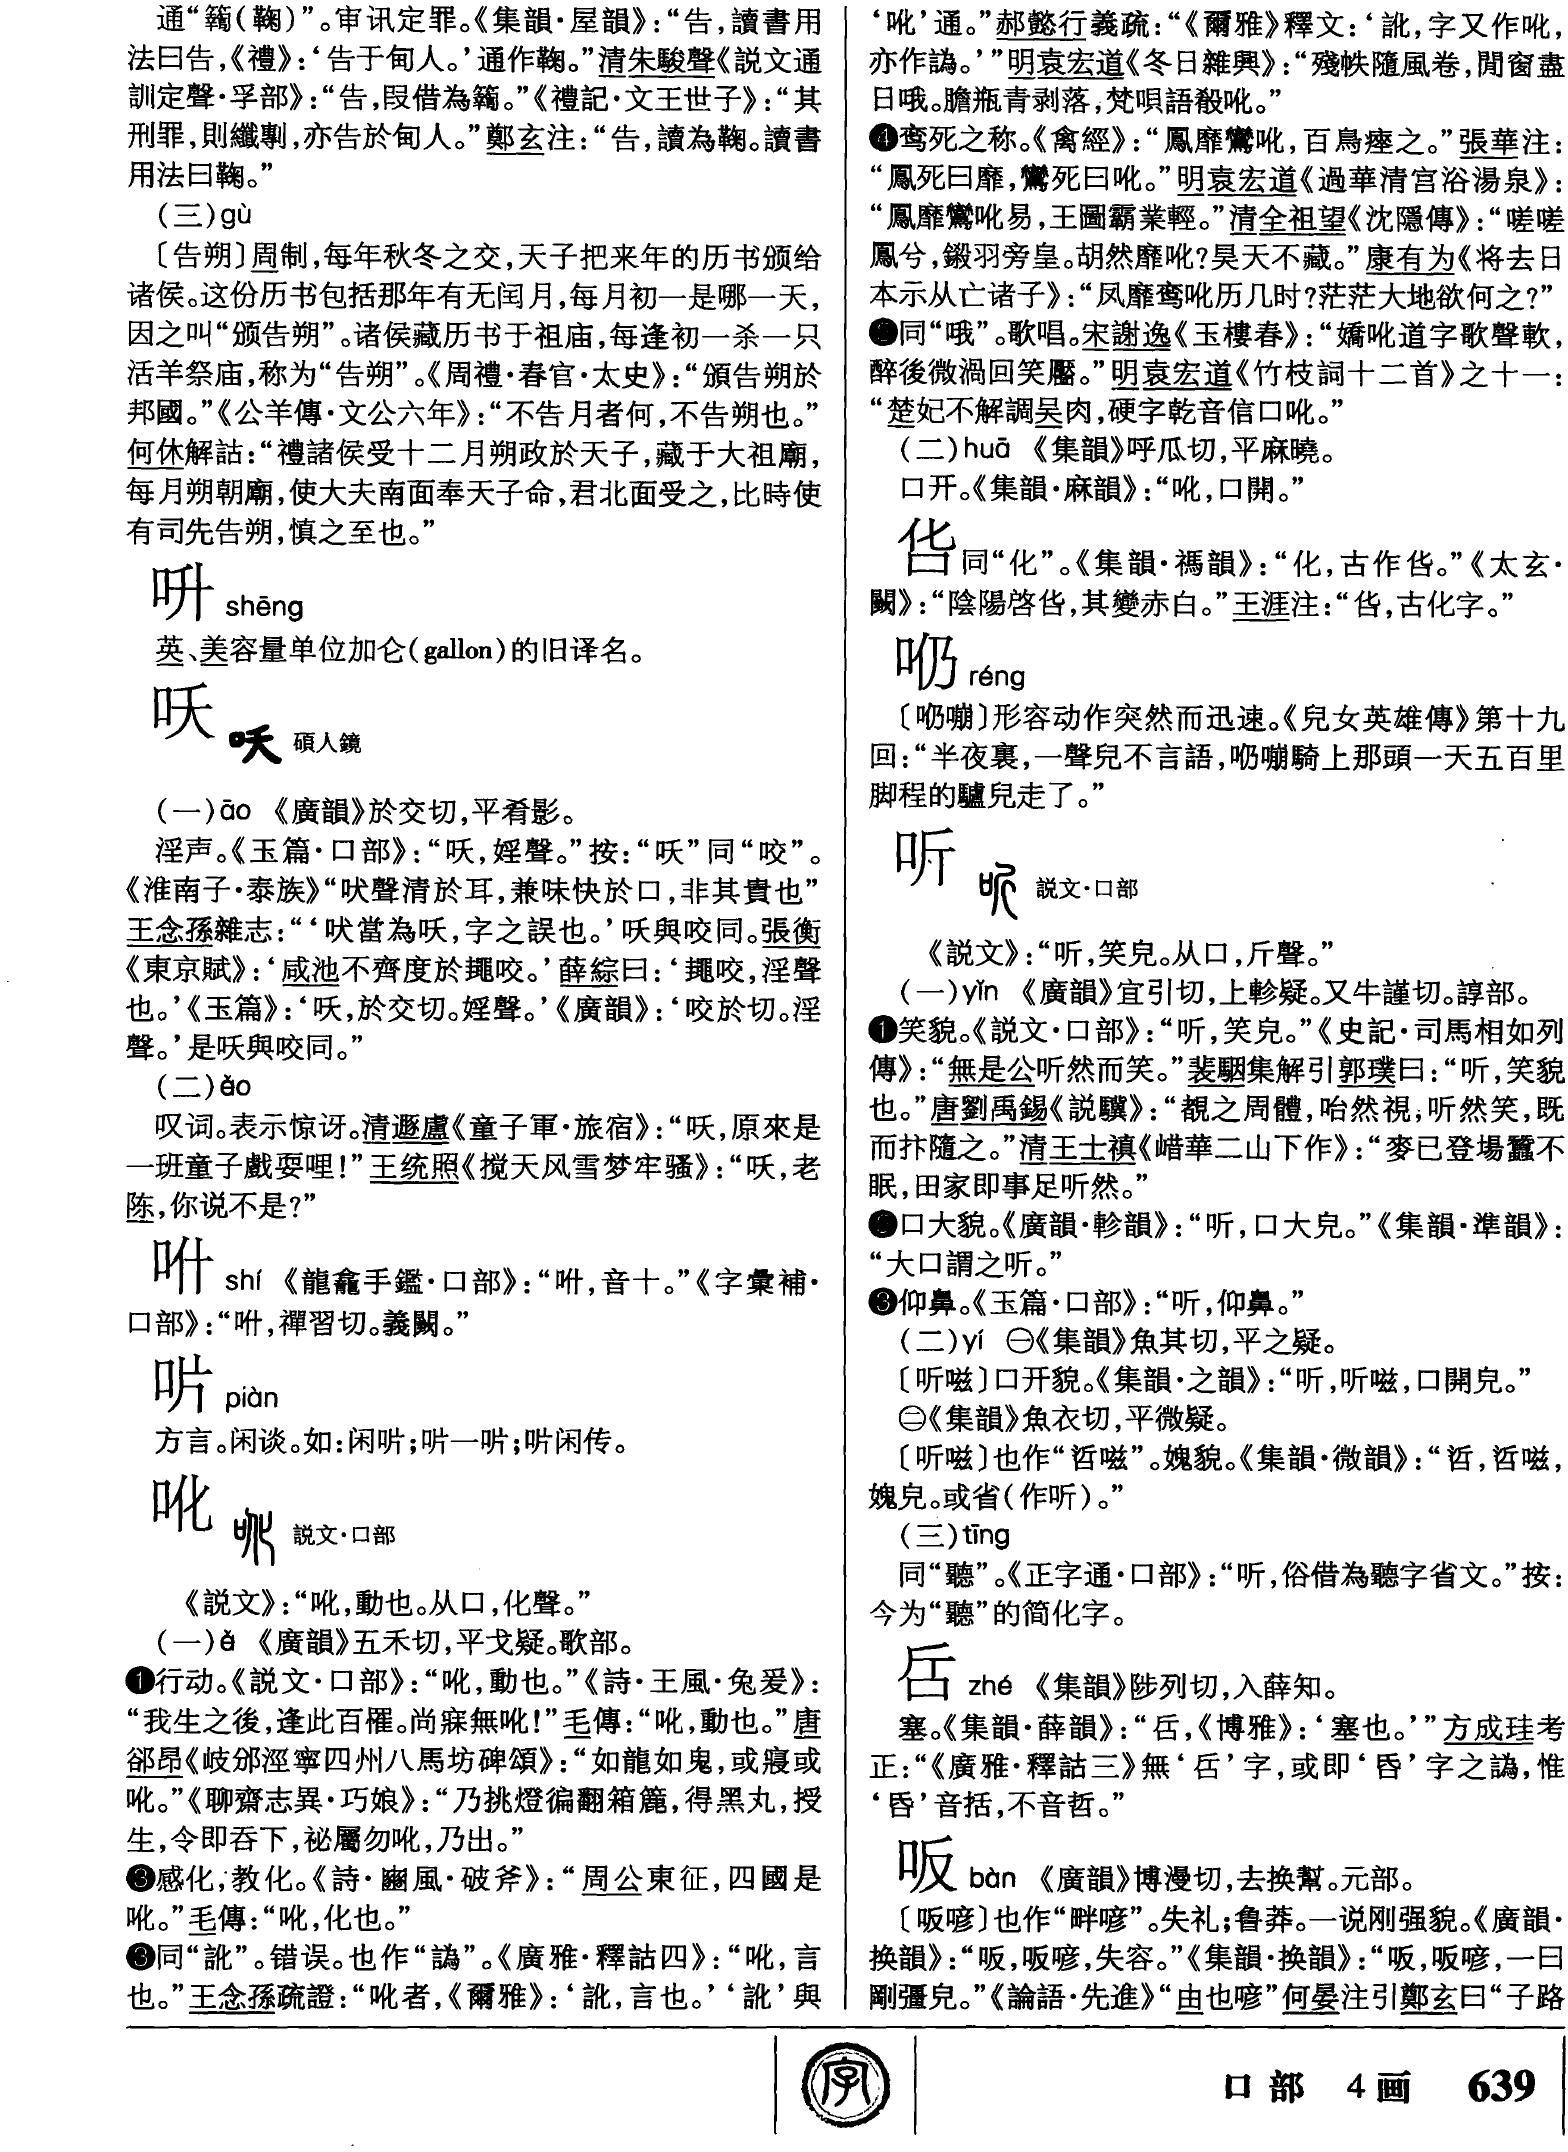 通“𥷚(鞠)”。审讯定罪。《集韻·屋韻》：“告，讀書用
法曰告，《禮》：‘告于甸人。’通作鞠。”清朱駿聲《説文通
訓定聲·孚部》：“告，叚借為𥷚。”《禮記·文王世子》：“其
刑罪，則纖剸，亦告於甸人。”鄭玄注：“告，讀為鞠。讀書
用法曰鞠。”
(三)gù
〔告朔〕周制，每年秋冬之交，天子把来年的历书颁给
诸侯。这份历书包括那年有无闰月，每月初一是哪一天，
因之叫“颁告朔”。诸侯藏历书于祖庙，每逢初一杀一只
活羊祭庙，称为“告朔”。《周禮·春官·太史》：“頒告朔於
邦國。”《公羊傳·文公六年》：“不告月者何，不告朔也。”
何休解詁：“禮諸侯受十二月朔政於天子，藏于大祖廟，
每月朔朝廟，使大夫南面奉天子命，君北面受之，比時使
有司先告朔，慎之至也。”
呏 shēng
英、美容量单位加仑(gallon)的旧译名。
㕭 碩人鏡
(一)āo 《廣韻》於交切，平肴影。
淫声。《玉篇·口部》：“㕭，婬聲。”按：“㕭”同“咬”。
《淮南子·泰族》“吠聲清於耳，兼味快於口，非其貴也”
王念孫雜志：“‘吠當為㕭，字之誤也。’㕭與咬同。張衡
《東京賦》：‘咸池不齊度於䵷咬。’薛綜曰：‘䵷咬，淫聲
也。’《玉篇》：‘㕭，於交切。婬聲。’《廣韻》：‘咬於切。淫
聲。’是㕭與咬同。”
(二)ǎo
叹词。表示惊讶。清遯廬《童子軍·旅宿》：“㕭，原來是
一班童子戲耍哩！”王统照《搅天风雪梦牢骚》：“㕭，老
陈，你说不是？”
㕜 shí 《龍龕手鑑·口部》：“㕜，音十。”《字彙補·
口部》：“㕜，禪習切。義闕。”
㕩 piàn
方言。闲谈。如：闲㕩；㕩一㕩；㕩闲传。
吪 説文·口部
《説文》：“吪，動也。从口，化聲。”
(一)é 《廣韻》五禾切，平戈疑。歌部。
❶行动。《説文·口部》：“吪，動也。”《詩·王風·兔爰》：
“我生之後，逢此百罹。尚寐無吪！”毛傳：“吪，動也。”唐
郤昂《岐邠涇寧四州八馬坊碑頌》：“如龍如鬼，或寢或
吪。”《聊齋志異·巧娘》：“乃挑燈徧翻箱簏，得黑丸，授
生，令即吞下，祕屬勿吪，乃出。”
❸感化，教化。《詩·豳風·破斧》：“周公東征，四國是
吪。”毛傳：“吪，化也。”
❸同“訛”。错误。也作“譌”。《廣雅·釋詁四》：“吪，言
也。”王念孫疏證：“吪者，《爾雅》：‘訛，言也。’‘訛’與
‘吪’通。”郝懿行義疏：“《爾雅》釋文：‘訛，字又作吪，
亦作譌。’”明袁宏道《冬日雜興》：“殘帙隨風卷，閒窗盡
日哦。膽瓶青剥落，梵唄語殽吪。”
❹鸾死之称。《禽經》：“鳳靡鸞吪，百鳥瘞之。”張華注：
“鳳死曰靡，鸞死曰吪。”明袁宏道《過華清宫浴湯泉》：
“鳳靡鸞吪易，王圖霸業輕。”清全祖望《沈隱傳》：“嗟嗟
鳳兮，鎩羽旁皇。胡然靡吪？昊天不藏。”康有为《将去日
本示从亡诸子》：“凤靡鸾吪历几时？茫茫大地欲何之？”
同“哦”。歌唱。宋謝逸《玉樓春》：“嬌吪道字歌聲軟，
醉後微渦回笑靨。”明袁宏道《竹枝詞十二首》之十一：
“楚妃不解調吴肉，硬字乾音信口吪。”
(二)huā 《集韻》呼瓜切，平麻曉。
口开。《集韻·麻韻》：“吪，口開。”
㕦同“化”。《集韻·禡韻》：“化，古作㕦。”《太玄·
闞》：“陰陽啓㕦，其變赤白。”王涯注：“㕦，古化字。”
㕨 réng
〔㕨嘣〕形容动作突然而迅速。《兒女英雄傳》第十九
回：“半夜裏，一聲兒不言語，㕨嘣騎上那頭一天五百里
脚程的驢兒走了。”
听 説文·口部
《説文》：“听，笑皃。从口，斤聲。”
(一)yǐn 《廣韻》宜引切，上軫疑。又牛謹切。諄部。
❶笑貌。《説文·口部》：“听，笑皃。”《史記·司馬相如列
傳》：“無是公听然而笑。”裴駰集解引郭璞曰：“听，笑貌
也。”唐劉禹錫《説驥》：“覩之周體，咍然視，听然笑，既
而抃隨之。”清王士禛《㟙華二山下作》：“麥已登場蠶不
眠，田家即事足听然。”
❷口大貌。《廣韻·軫韻》：“听，口大皃。”《集韻·準韻》：
“大口謂之听。”
❸仰鼻。《玉篇·口部》：“听，仰鼻。”
(二)yí ㊀《集韻》魚其切，平之疑。
〔听嗞〕口开貌。《集韻·之韻》：“听，听嗞，口開皃。”
㊁《集韻》魚衣切，平微疑。
〔听嗞〕也作“㖾嗞”。媿貌。《集韻·微韻》：“㖾，㖾嗞，
媿皃。或省(作听)。”
(三)tīng
同“聽”。《正字通·口部》：“听，俗借為聽字省文。”按：
今为“聽”的简化字。
㕿 zhé 《集韻》陟列切，入薛知。
塞。《集韻·薛韻》：“㕿，《博雅》：‘塞也。’”方成珪考
正：“《廣雅·釋詁三》無‘㕿’字，或即‘昏’字之譌，惟
‘昏’音括，不音哲。”
㕫 bàn 《廣韻》博漫切，去换幫。元部。
〔㕫喭〕也作“畔喭”。失礼；鲁莽。一说刚强貌。《廣韻·
换韻》：“㕫，㕫喭，失容。”《集韻·换韻》：“㕫，㕫喭，一曰
剛彊皃。”《論語·先進》“由也喭”何晏注引鄭玄曰“子路
字
口部 4画 639